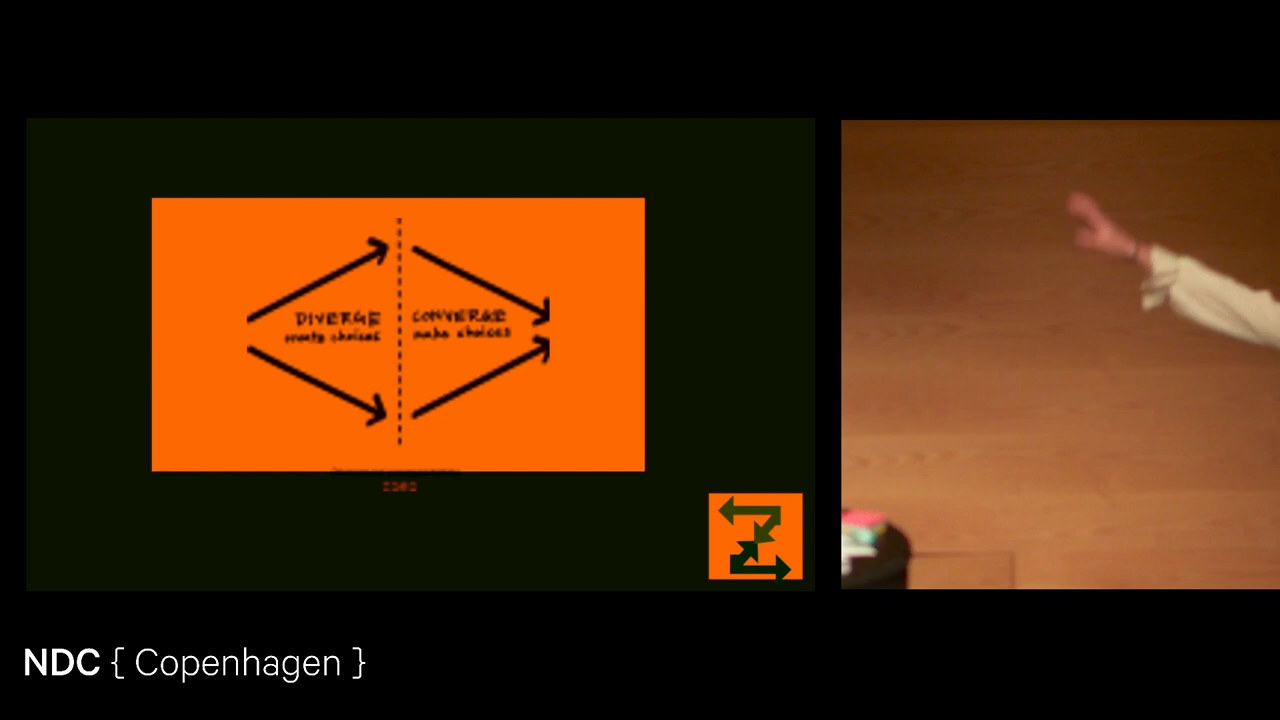 DIVERGE
create choices
CONVERGE
make choices
NDC { Copenhagen }